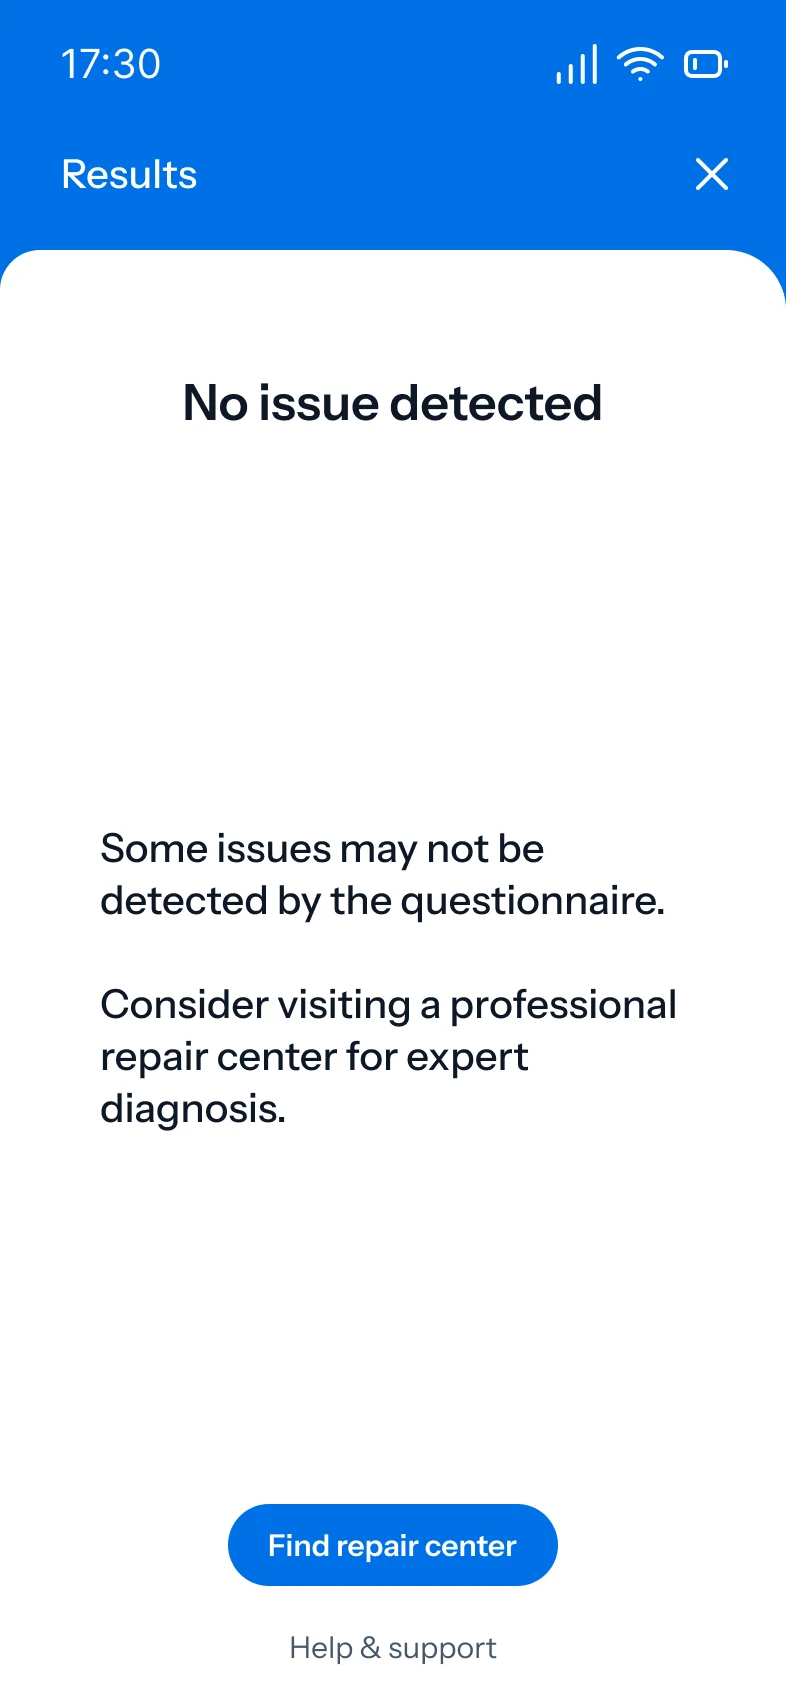 17:30
Results
No issue detected
Some issues may not be
detected by the questionnaire.
Consider visiting a professional
repair center for expert
diagnosis.
Find repair center
Help & support